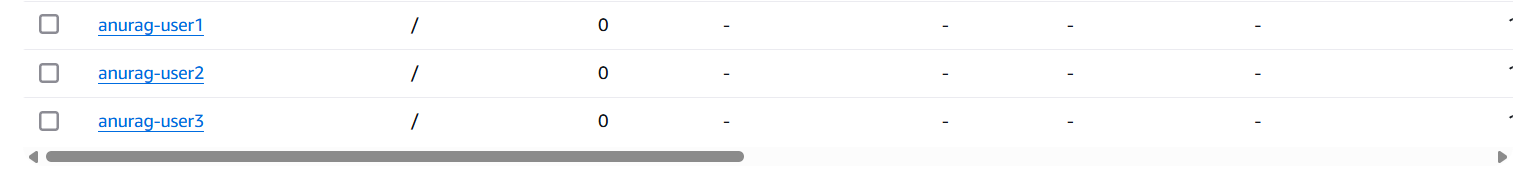 anurag-user1 / 0 - - - -
anurag-user2 / 0 - - - -
anurag-user3 / 0 - - - -